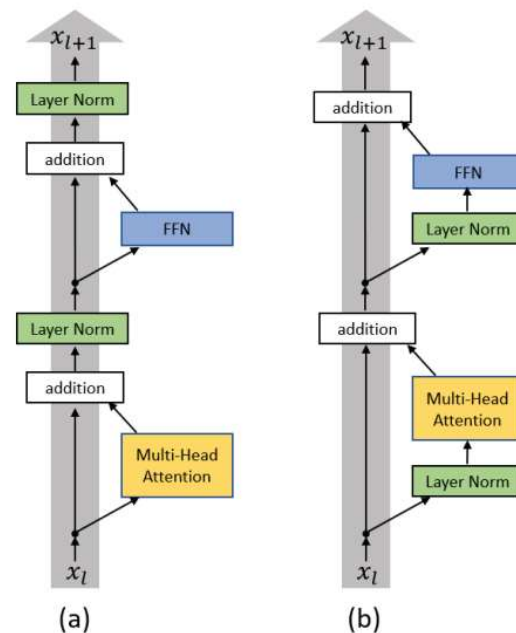 x_{l+1}
Layer Norm
addition
FFN
Layer Norm
addition
Multi-Head
Attention
x_l
(a)
x_{l+1}
addition
FFN
Layer Norm
addition
Multi-Head
Attention
Layer Norm
x_l
(b)